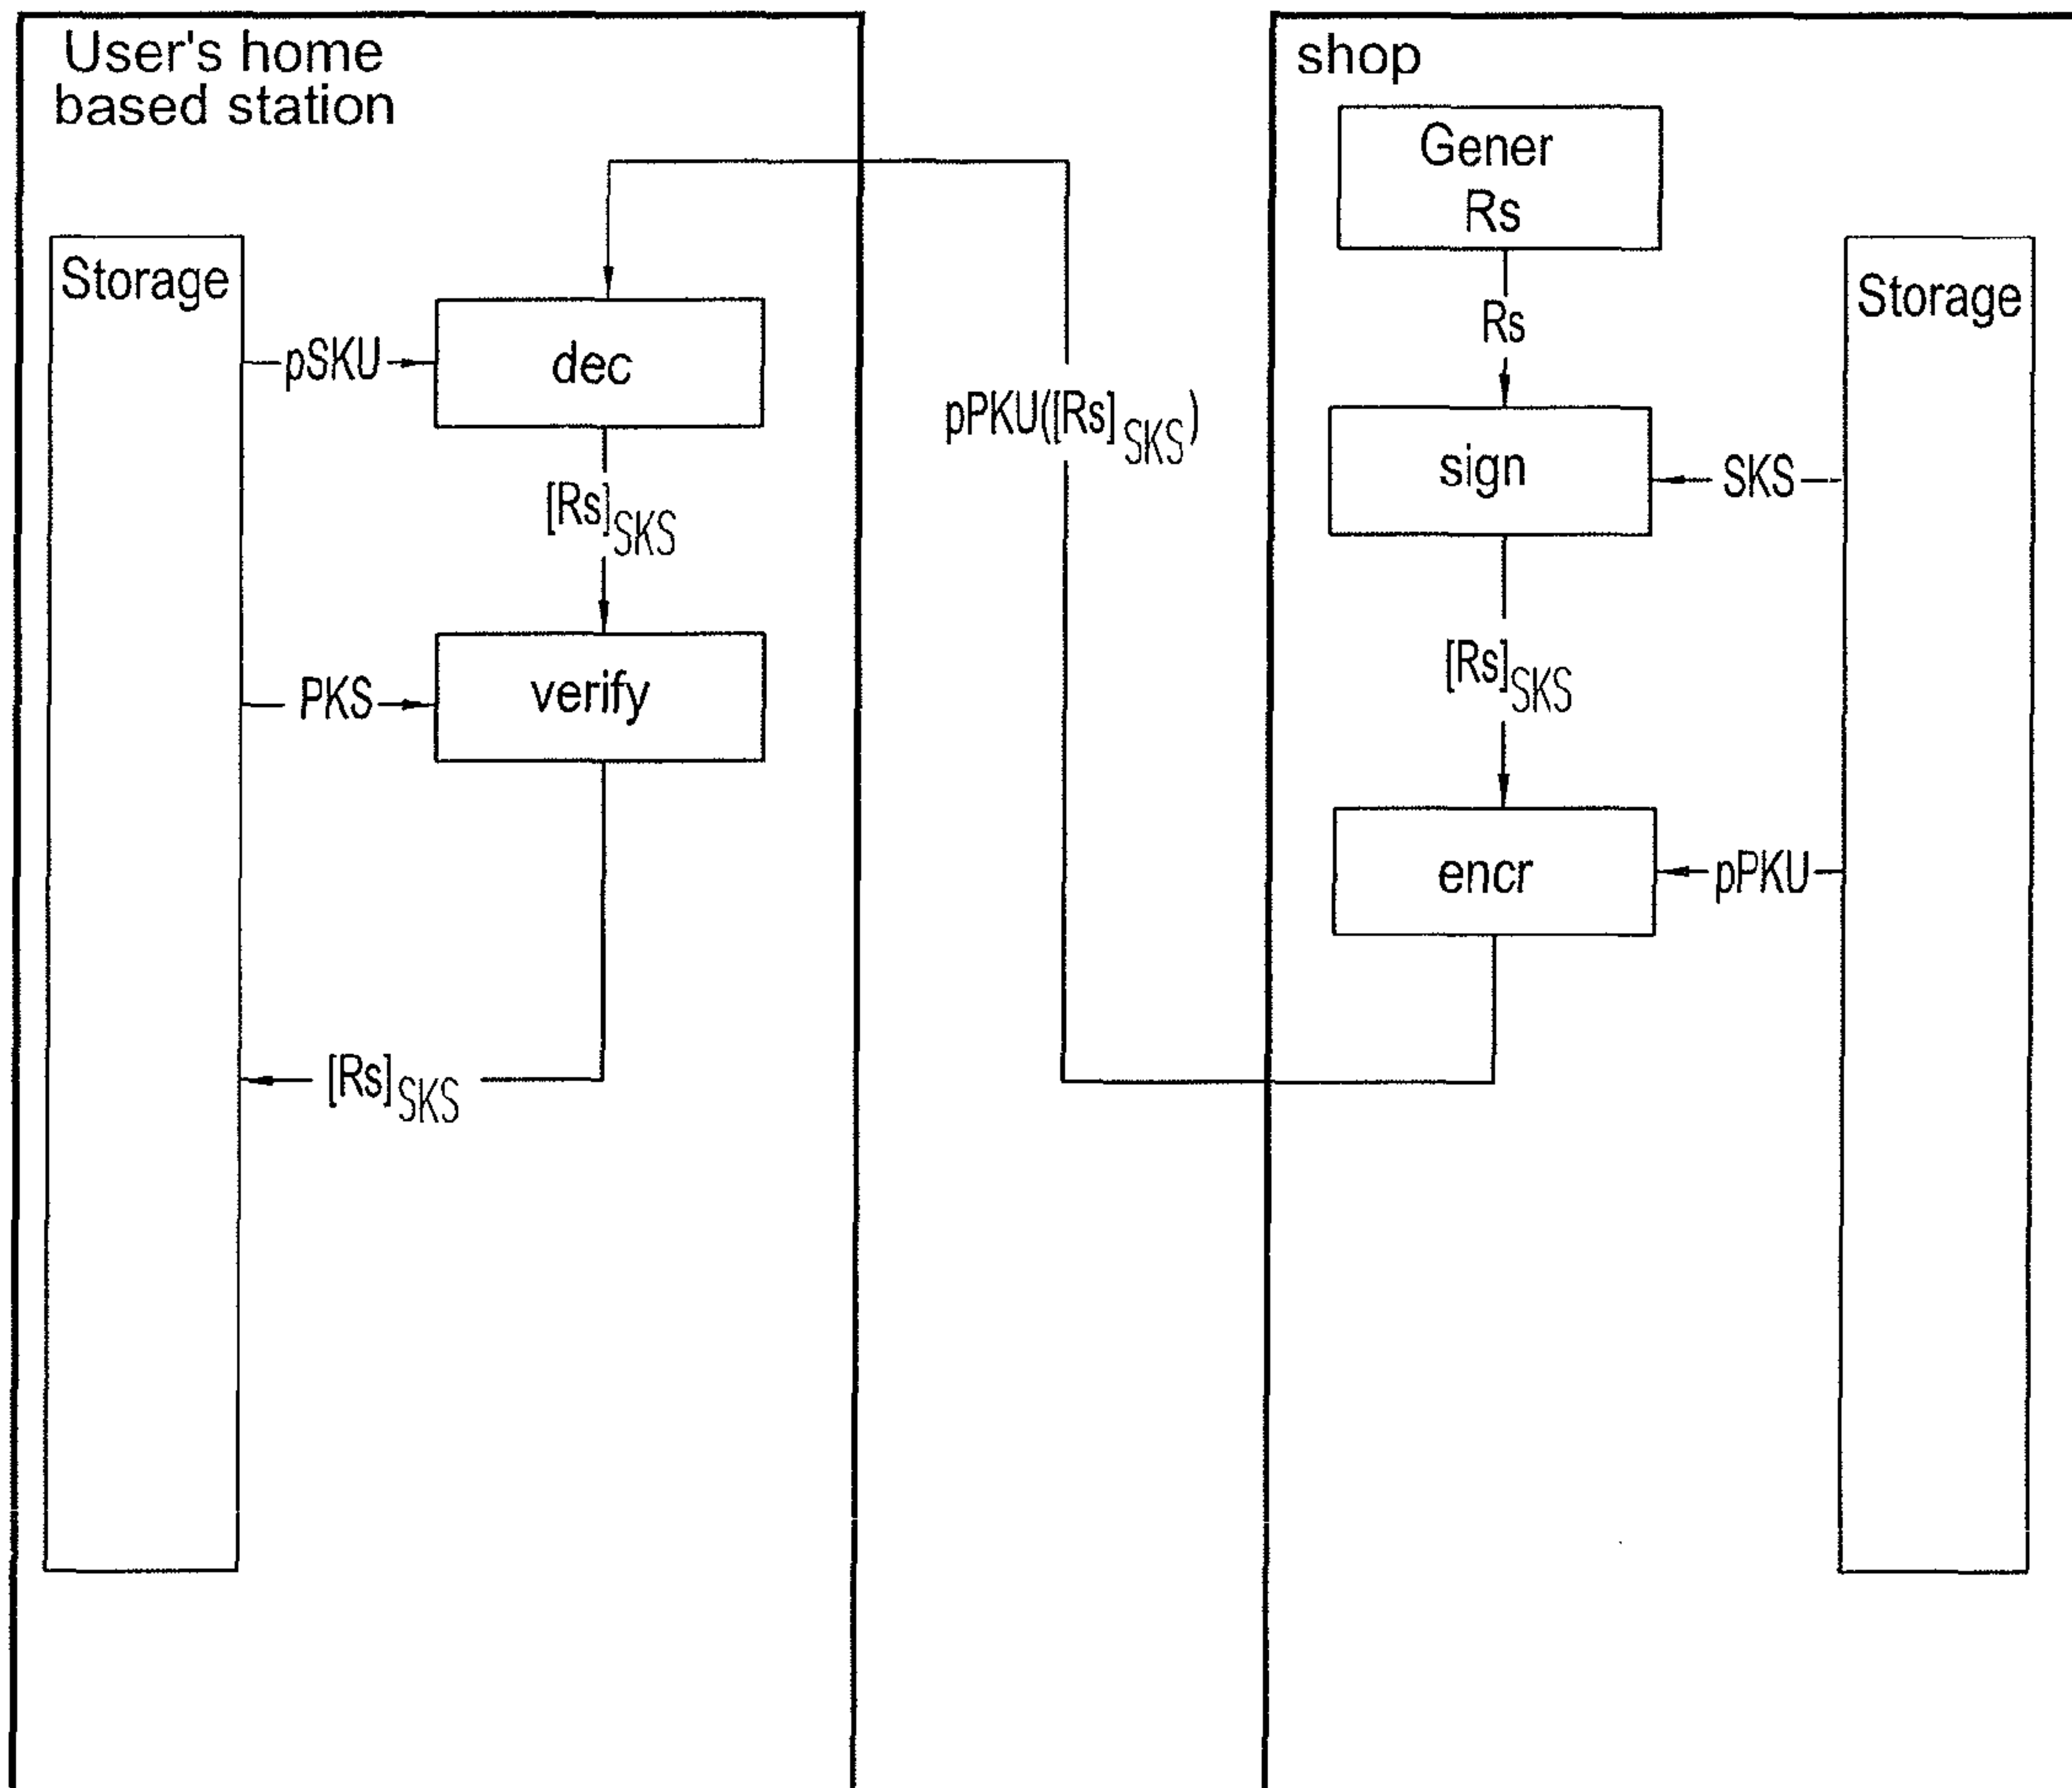 User's home
based station
Storage
pSKU
dec
[Rs]SKS
PKS
verify
[Rs]SKS
pPKU([Rs]SKS)
shop
Gener
Rs
Rs
sign
SKS
[Rs]SKS
encr
pPKU
Storage